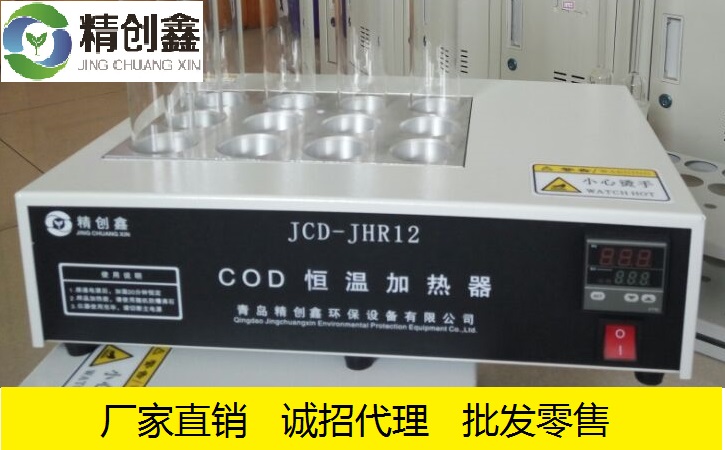 精创鑫
JING CHUANG XIN
小心烫手
WATCH HOT
精创鑫
JING CHUANG XIN
JCD-JHR12
COD 恒温加热器
使用说明
青岛精创鑫环保设备有限公司
Qingdao Jingchuangxin Environmental Protection Equipment Co.,Ltd.
SET
厂家直销 诚招代理 批发零售